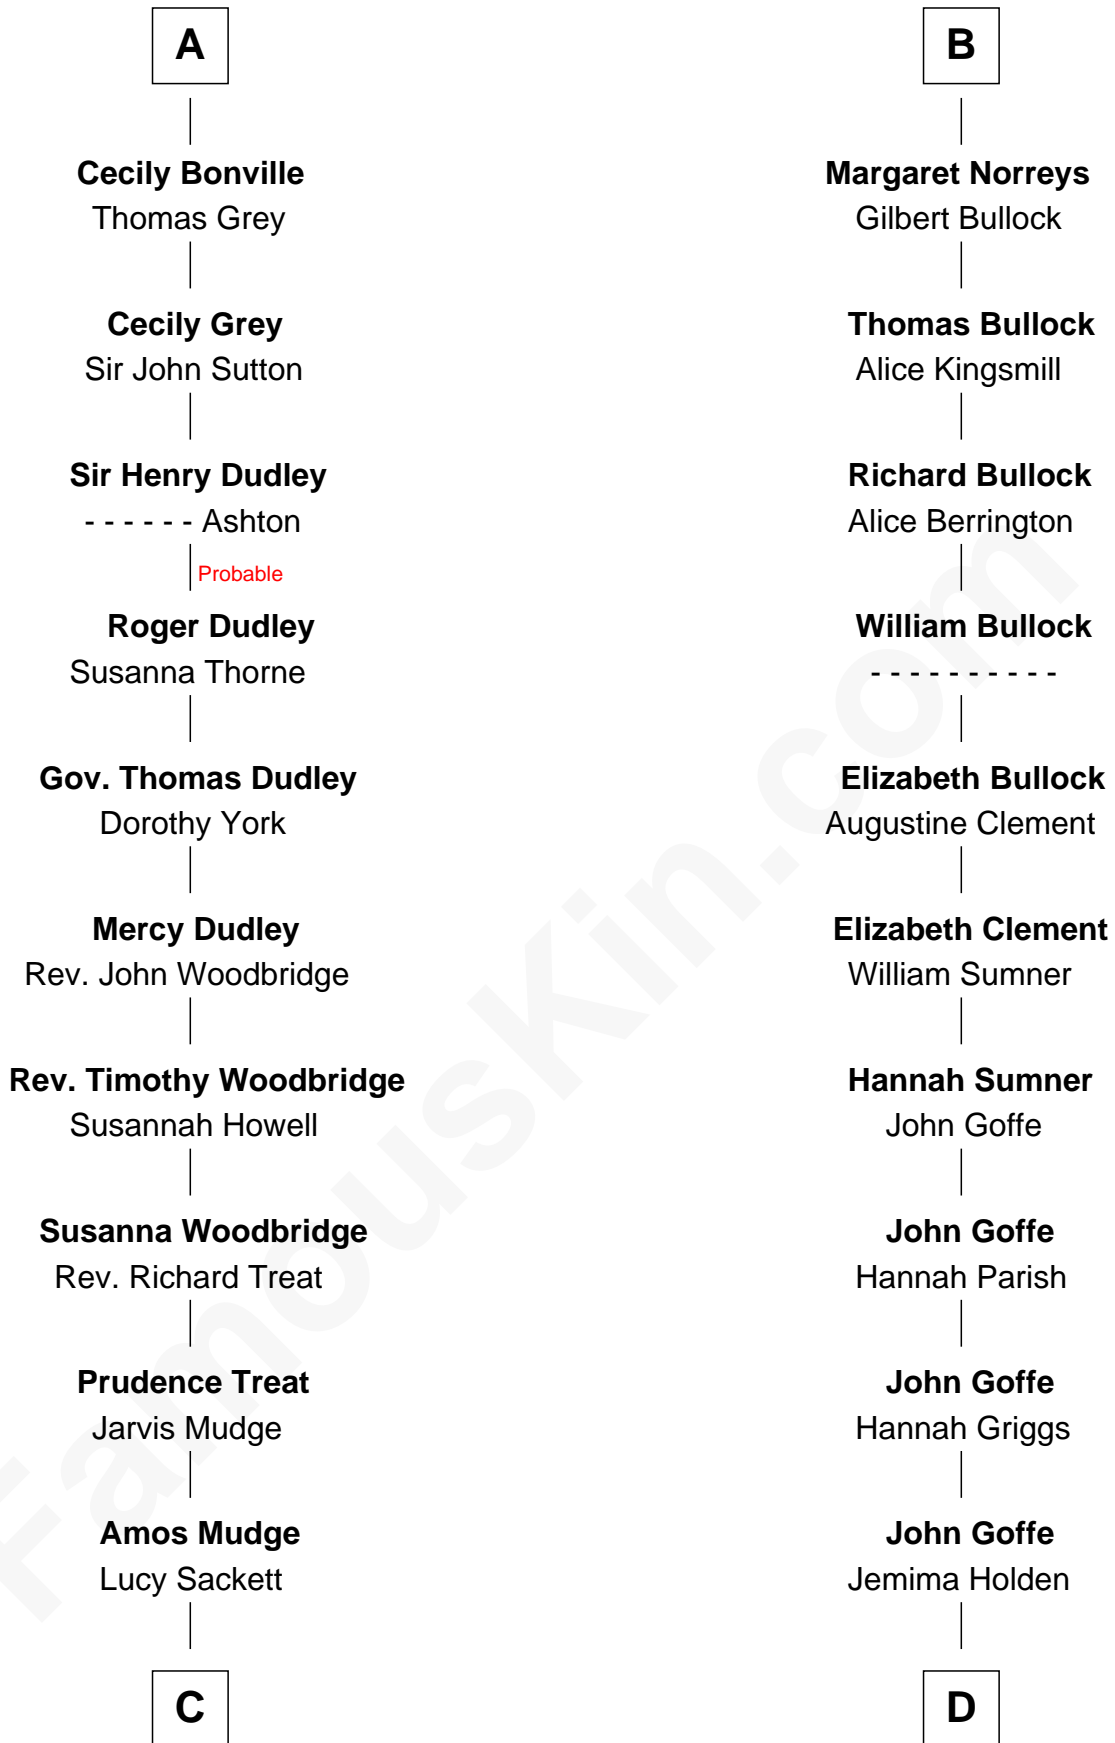 A
Cecily Bonville
Thomas Grey
Cecily Grey
Sir John Sutton
Sir Henry Dudley
- - - - - - Ashton
Probable
Roger Dudley
Susanna Thorne
Gov. Thomas Dudley
Dorothy York
Mercy Dudley
Rev. John Woodbridge
Rev. Timothy Woodbridge
Susannah Howell
Susanna Woodbridge
Rev. Richard Treat
Prudence Treat
Jarvis Mudge
Amos Mudge
Lucy Sackett
C
B
Margaret Norreys
Gilbert Bullock
Thomas Bullock
Alice Kingsmill
Richard Bullock
Alice Berrington
William Bullock
- - - - - - - - - -
Elizabeth Bullock
Augustine Clement
Elizabeth Clement
William Sumner
Hannah Sumner
John Goffe
John Goffe
Hannah Parish
John Goffe
Hannah Griggs
John Goffe
Jemima Holden
D
FamousKin.com